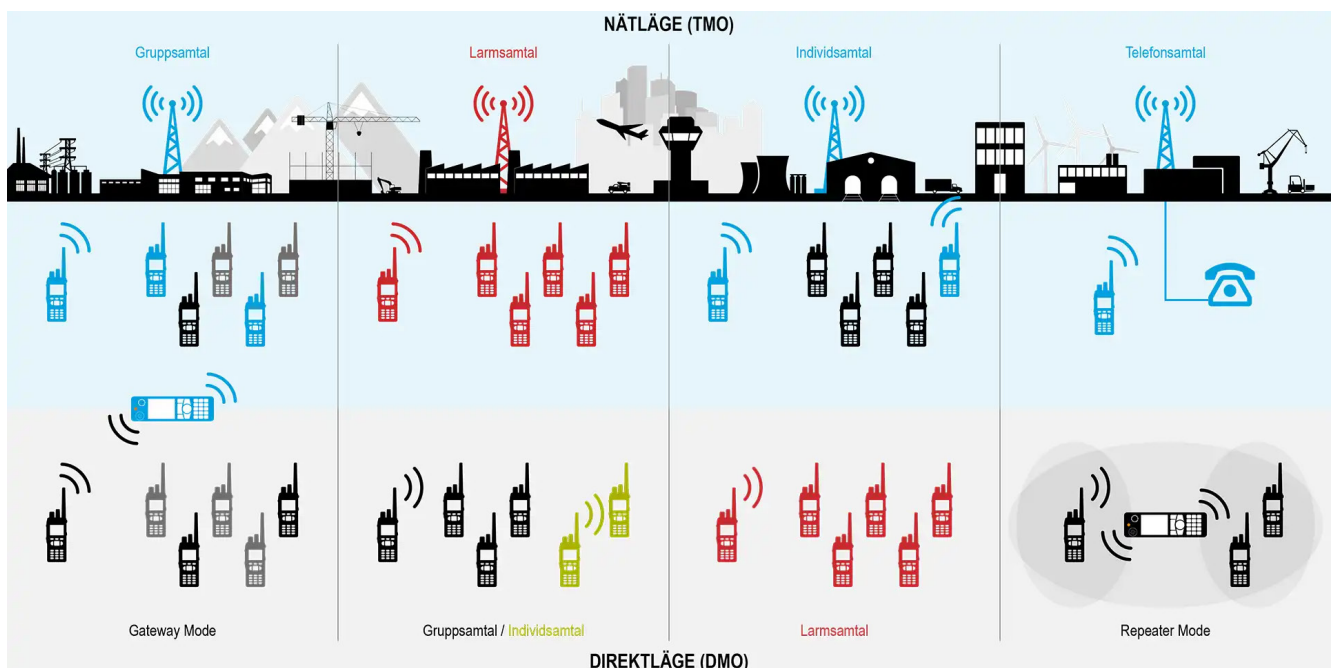 NÄTLÄGE (TMO)
Gruppsamtal
Larmsamtal
Individsamtal
Telefonsamtal
Gateway Mode
Gruppsamtal / Individsamtal
Larmsamtal
Repeater Mode
DIREKTLÄGE (DMO)